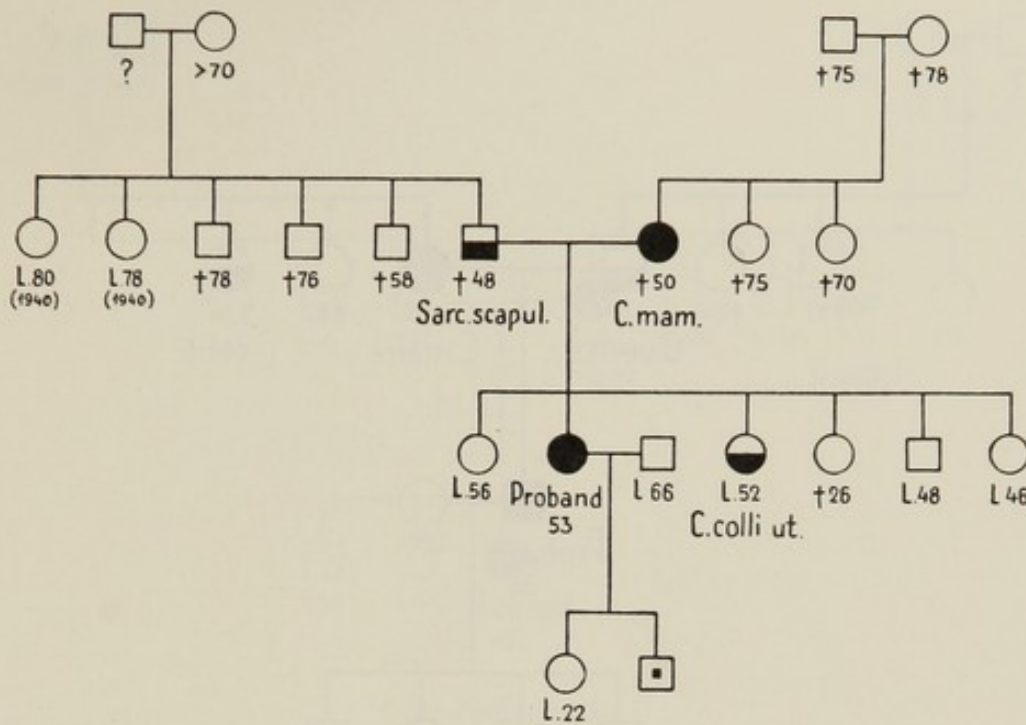 ?
>70
†75
†78
L.80
(1940)
L.78
(1940)
†78
†76
†58
†48
Sarc.scapul.
†50
C.mam.
†75
†70
L.56
Proband
53
L 66
L.52
C.colli ut.
†26
L.48
L 46
L.22